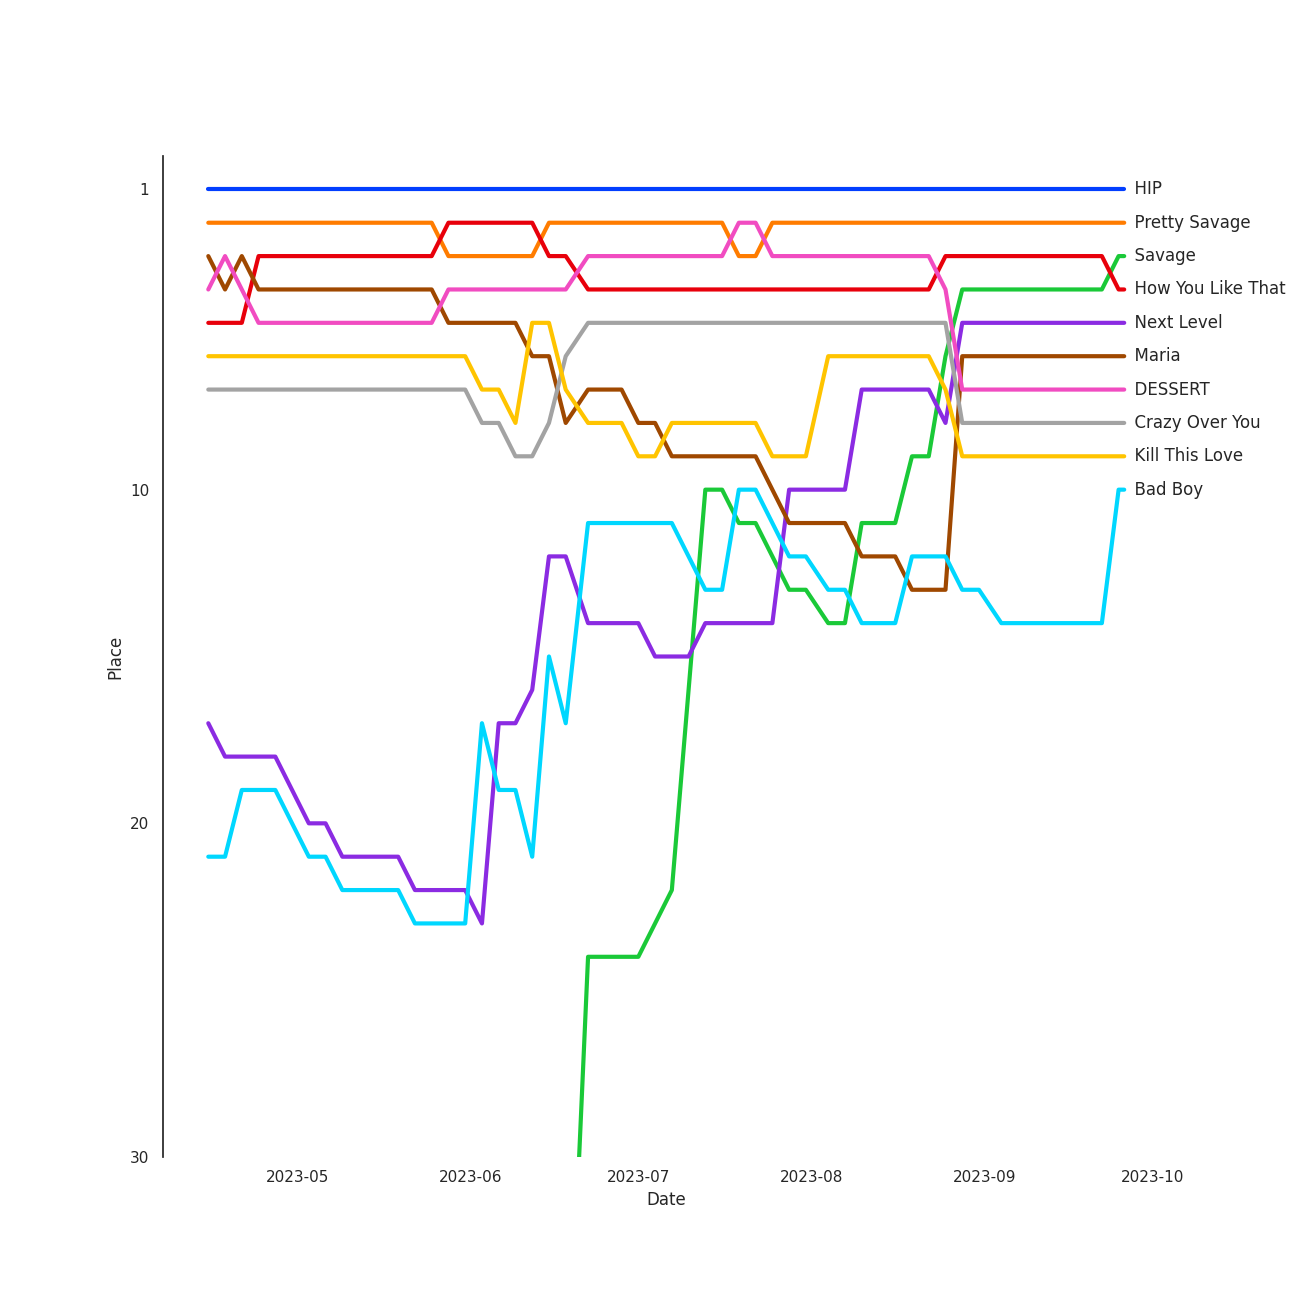 1
10
20
30
Place
HIP
Pretty Savage
Savage
How You Like That
Next Level
Maria
DESSERT
Crazy Over You
Kill This Love
Bad Boy
2023-05 2023-06 2023-07 2023-08 2023-09 2023-10
Date